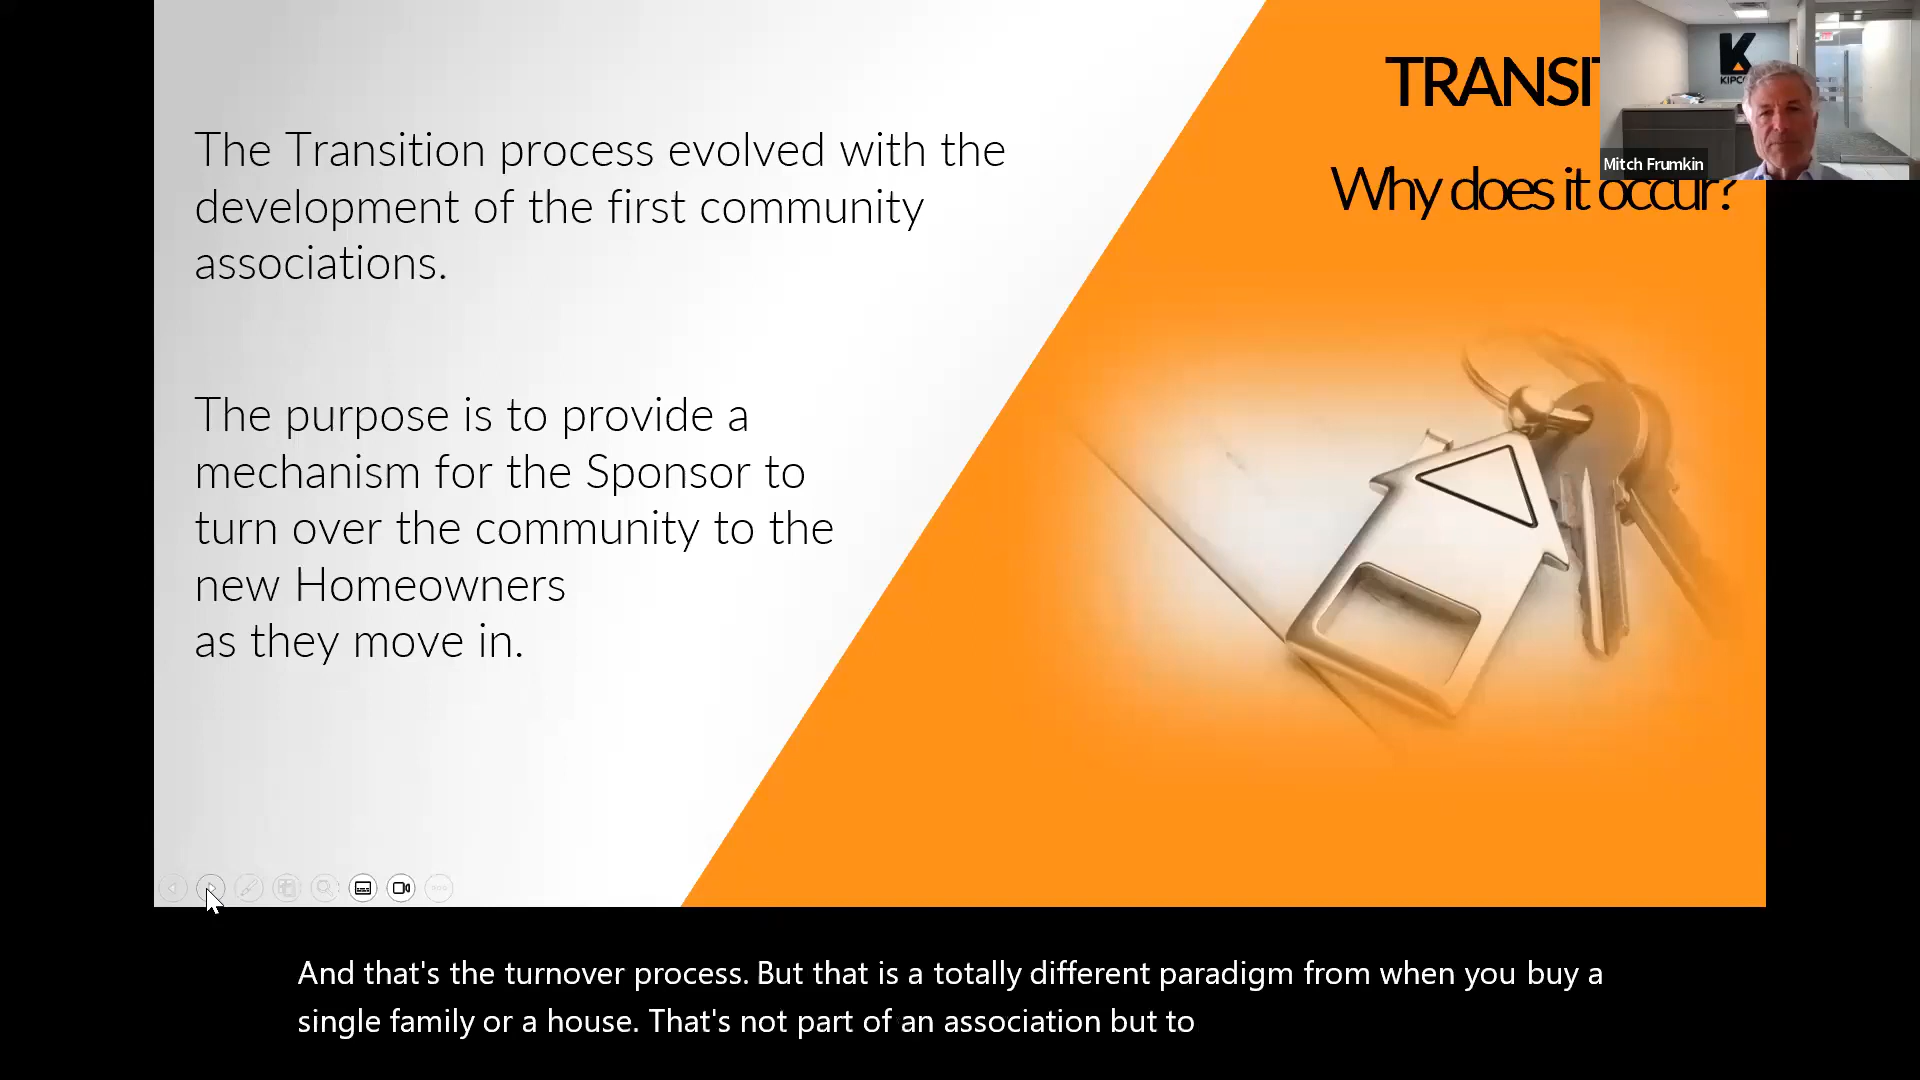 The Transition process evolved with the
development of the first community
associations.
The purpose is to provide a
mechanism for the Sponsor to
turn over the community to the
new Homeowners
as they move in.
Why does it occur?
K
Mitch Frumkin
And that's the turnover process. But that is a totally different paradigm from when you buy a
single family or a house. That's not part of an association but to